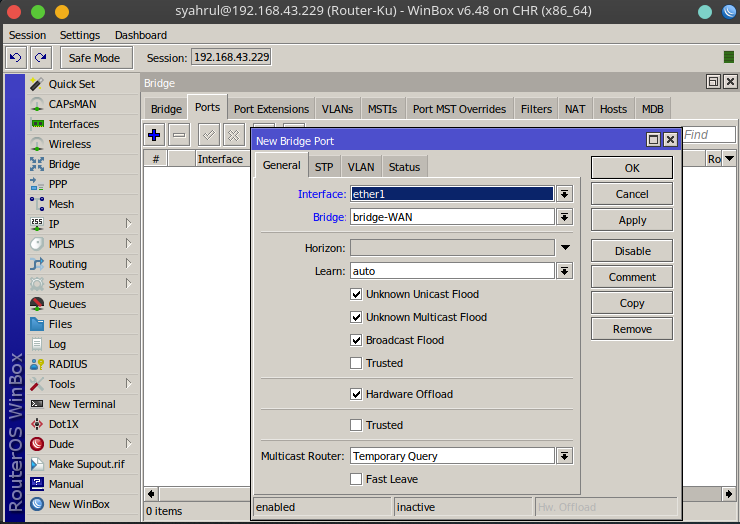 syahrul@192.168.43.229 (Router-Ku) - WinBox v6.48 on CHR (x86_64)
Session Settings Dashboard
Safe Mode Session: 192.168.43.229
RouterOS WinBox
Quick Set
CAPsMAN
Interfaces
Wireless
Bridge
PPP
Mesh
IP
MPLS
Routing
System
Queues
Files
Log
RADIUS
Tools
New Terminal
Dot1X
Dude
Make Supout.rif
Manual
New WinBox
Bridge
Bridge Ports Port Extensions VLANs MSTIs Port MST Overrides Filters NAT Hosts MDB
Find
# Interface Ro
0 items
New Bridge Port
General STP VLAN Status
Interface: ether1
Bridge: bridge-WAN
Horizon:
Learn: auto
Unknown Unicast Flood
Unknown Multicast Flood
Broadcast Flood
Trusted
Hardware Offload
Trusted
Multicast Router: Temporary Query
Fast Leave
OK
Cancel
Apply
Disable
Comment
Copy
Remove
enabled inactive Hw. Offload